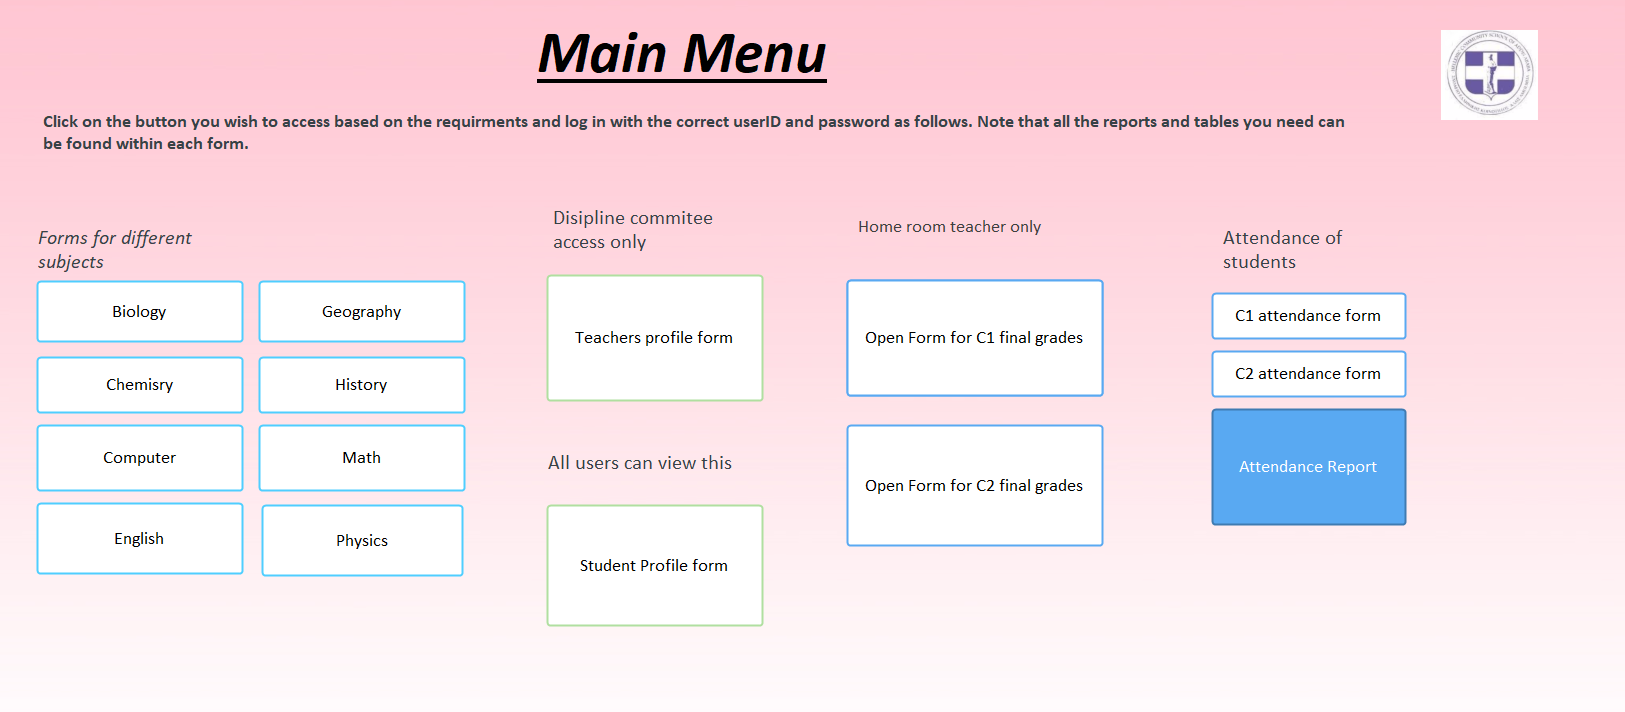 Main Menu
Click on the button you wish to access based on the requirments and log in with the correct userID and password as follows. Note that all the reports and tables you need can
be found within each form.
Forms for different
subjects
Biology
Geography
Chemisry
History
Computer
Math
English
Physics
Disipline commitee
access only
Teachers profile form
All users can view this
Student Profile form
Home room teacher only
Open Form for C1 final grades
Open Form for C2 final grades
Attendance of
students
C1 attendance form
C2 attendance form
Attendance Report